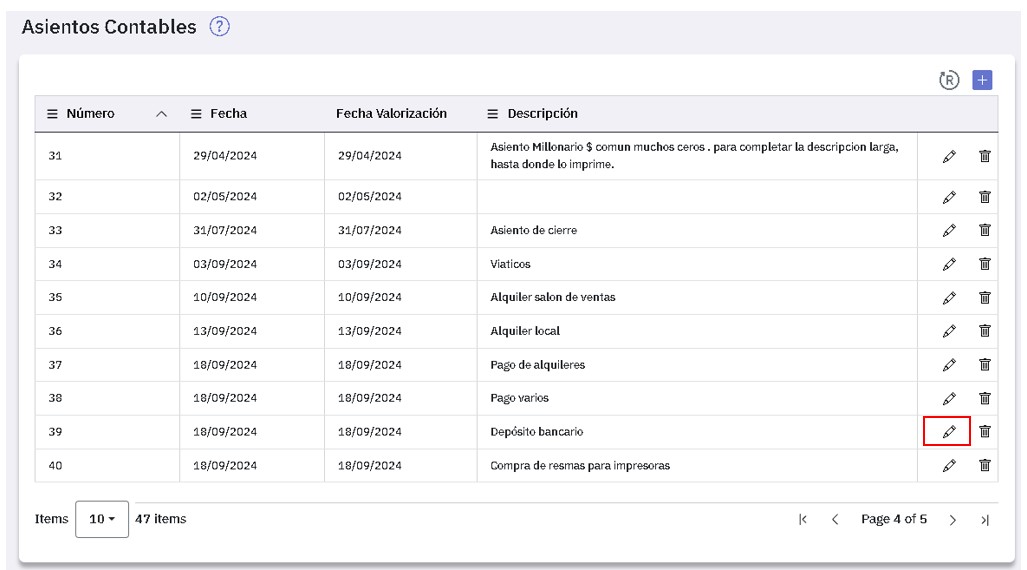 Asientos Contables ?
R +
Número Fecha Fecha Valorización Descripción
31 29/04/2024 29/04/2024 Asiento Millonario $ comun muchos ceros . para completar la descripcion larga,
hasta donde lo imprime.
32 02/05/2024 02/05/2024
33 31/07/2024 31/07/2024 Asiento de cierre
34 03/09/2024 03/09/2024 Viaticos
35 10/09/2024 10/09/2024 Alquiler salon de ventas
36 13/09/2024 13/09/2024 Alquiler local
37 18/09/2024 18/09/2024 Pago de alquileres
38 18/09/2024 18/09/2024 Pago varios
39 18/09/2024 18/09/2024 Depósito bancario
40 18/09/2024 18/09/2024 Compra de resmas para impresoras
Items 10 47 items Page 4 of 5